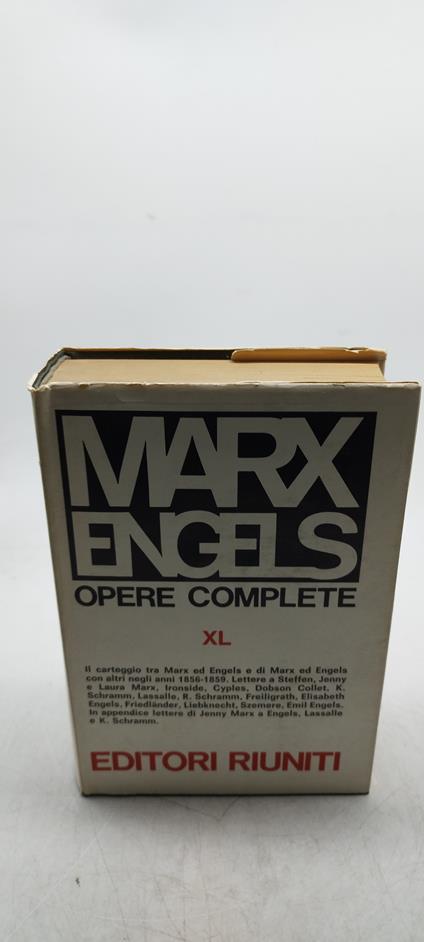 MARX
ENGELS
OPERE COMPLETE
XL
Il carteggio tra Marx ed Engels e di Marx ed Engels
con altri negli anni 1856-1859. Lettere a Steffen, Jenny
e Laura Marx, Ironside, Cyples, Dobson Collet, K.
Schramm, Lassalle, R. Schramm, Freiligrath, Elisabeth
Engels, Friedländer, Liebknecht, Szemere, Emil Engels.
In appendice lettere di Jenny Marx a Engels, Lassalle
e K. Schramm.
EDITORI RIUNITI